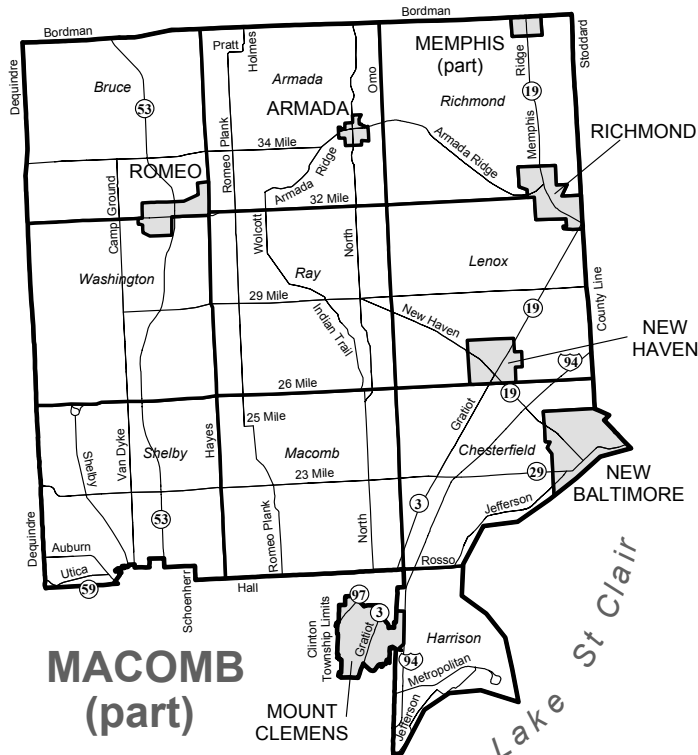 Bordman
Bordman
Dequindre
Pratt
Holmes
Omo
MEMPHIS
(part)
Ridge
Stoddard
Bruce
Armada
53
ARMADA
Richmond
19
Memphis
RICHMOND
Romeo Plank
34 Mile
Armada Ridge
ROMEO
Camp Ground
Armada Ridge
32 Mile
Wolcott
North
Washington
Ray
Lenox
29 Mile
Indian Trail
New Haven
19
County Line
NEW
HAVEN
94
26 Mile
19
Gratiot
25 Mile
Shelby
Van Dyke
Shelby
Hayes
Macomb
Chesterfield
23 Mile
29
NEW
BALTIMORE
3
Jefferson
53
Dequindre
Romeo Plank
North
Auburn
Utica
59
Schoenherr
Hall
Rosso
97
3
Clinton
Township Limits
Gratiot
Harrison
94
Metropolitan
Jefferson
MACOMB
(part)
MOUNT
CLEMENS
Lake St Clair